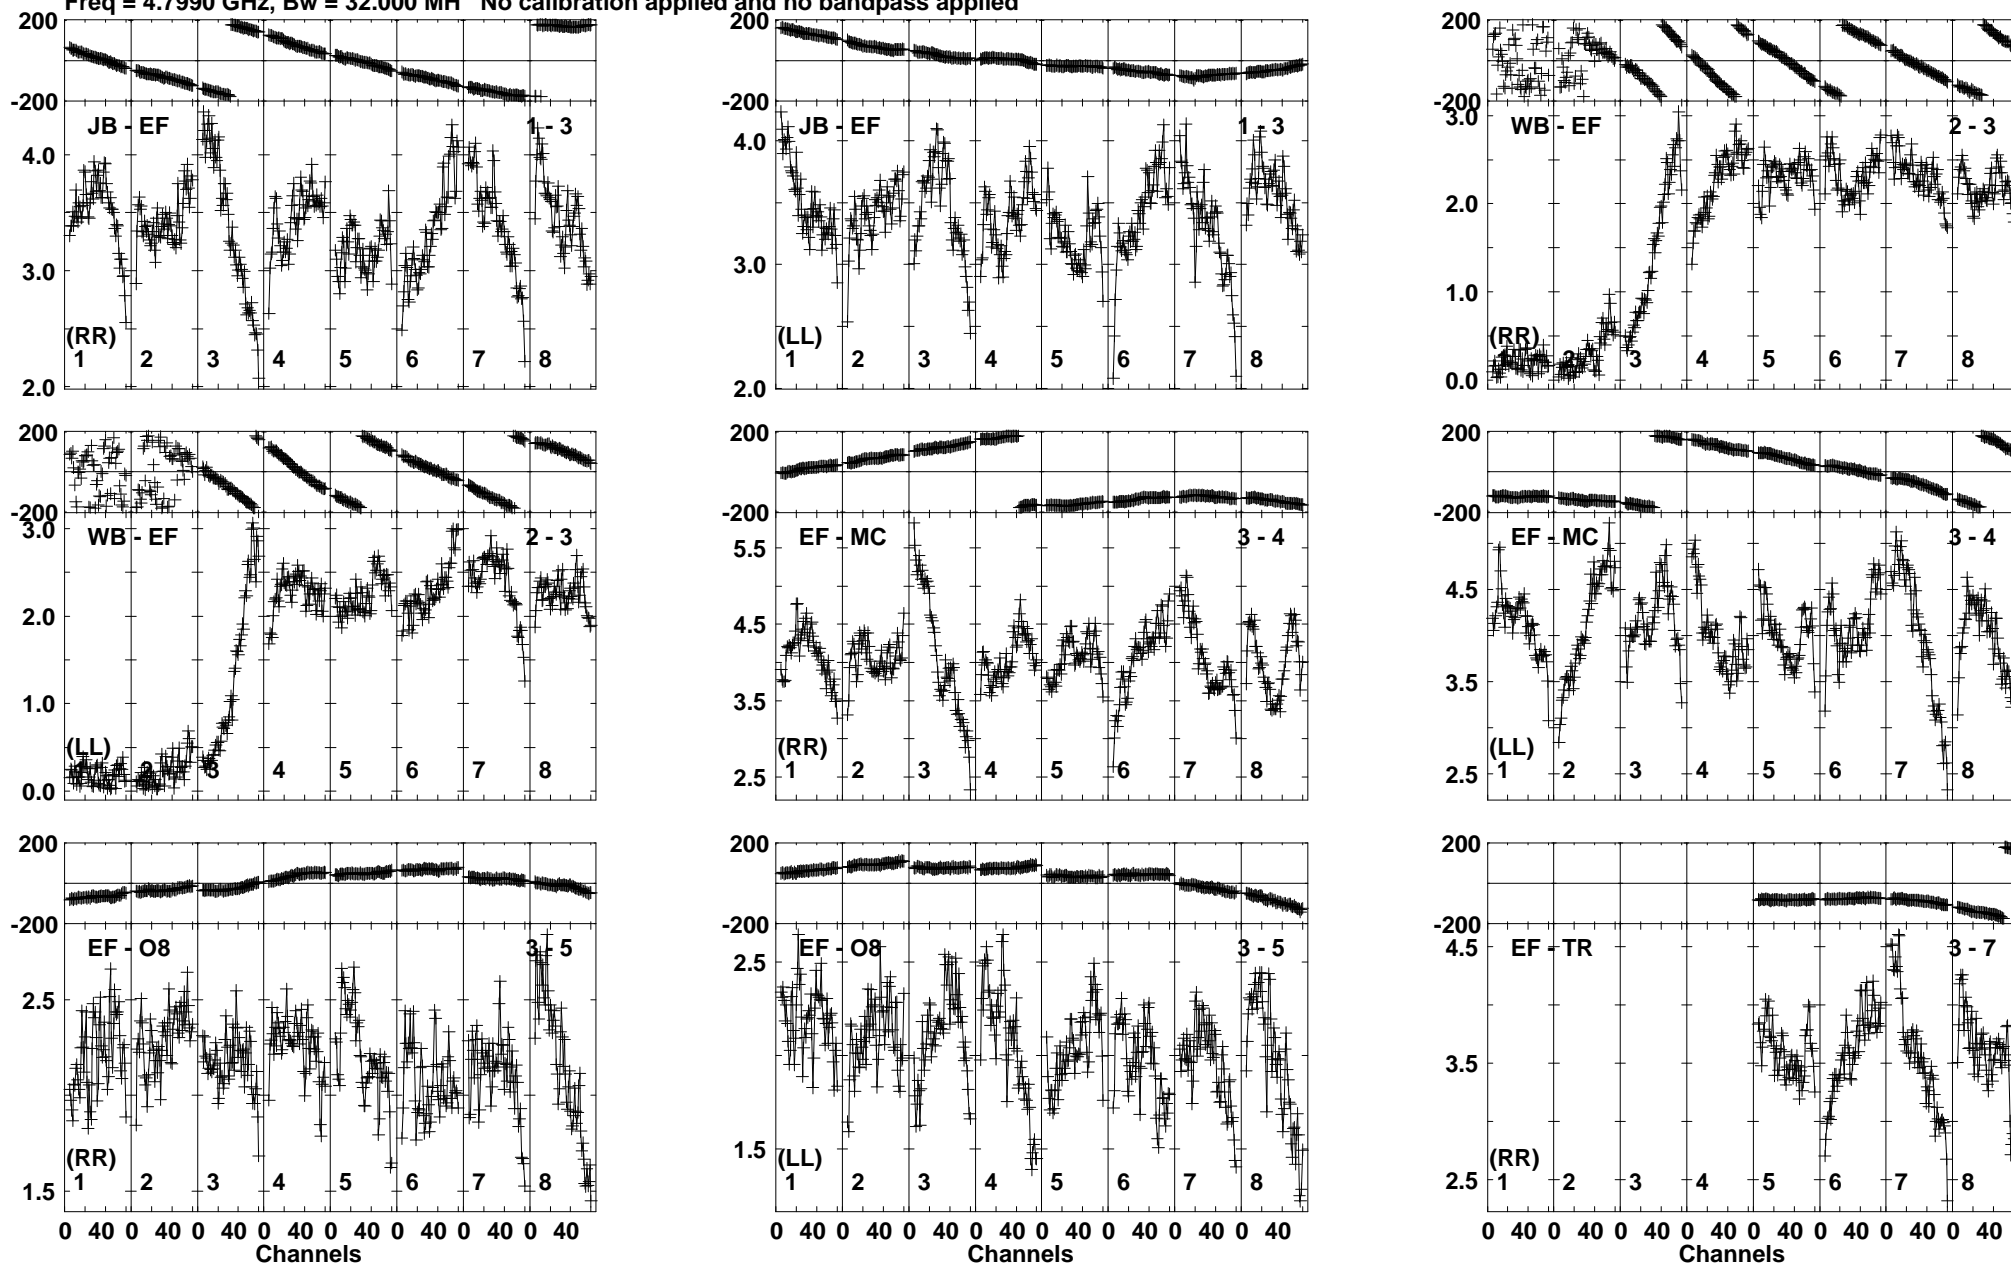 Freq = 4.7990 GHz, Bw = 32.000 MH No calibration applied and no bandpass applied
200 200 200
-200 -200 -200
JB - EF 1 - 3 JB - EF 1 - 3 WB - EF 2 - 3
4.0 3.0 2.0
4.0 3.0 2.0
3.0 2.0 1.0 0.0
(RR) (LL) (RR)
1 2 3 4 5 6 7 8 1 2 3 4 5 6 7 8 1 2 3 4 5 6 7 8
200 200 200
-200 -200 -200
WB - EF 2 - 3 EF - MC 3 - 4 EF - MC 3 - 4
3.0 2.0 1.0 0.0
5.5 4.5 3.5 2.5
4.5 3.5 2.5
(LL) (RR) (LL)
1 2 3 4 5 6 7 8 1 2 3 4 5 6 7 8 1 2 3 4 5 6 7 8
200 200 200
-200 -200 -200
EF - O8 3 - 5 EF - O8 3 - 5 EF - TR 3 - 7
2.5 1.5
2.5 1.5
4.5 3.5 2.5
(RR) (LL) (RR)
1 2 3 4 5 6 7 8 1 2 3 4 5 6 7 8 1 2 3 4 5 6 7 8
0 40 0 40 0 40 0 40 0 40 0 40 0 40 0 40 0 40 0 40 0 40 0 40 0 40 0 40 0 40 0 40 0 40 0 40 0 40 0 40 0 40 0 40 0 40 0 40
Channels Channels Channels